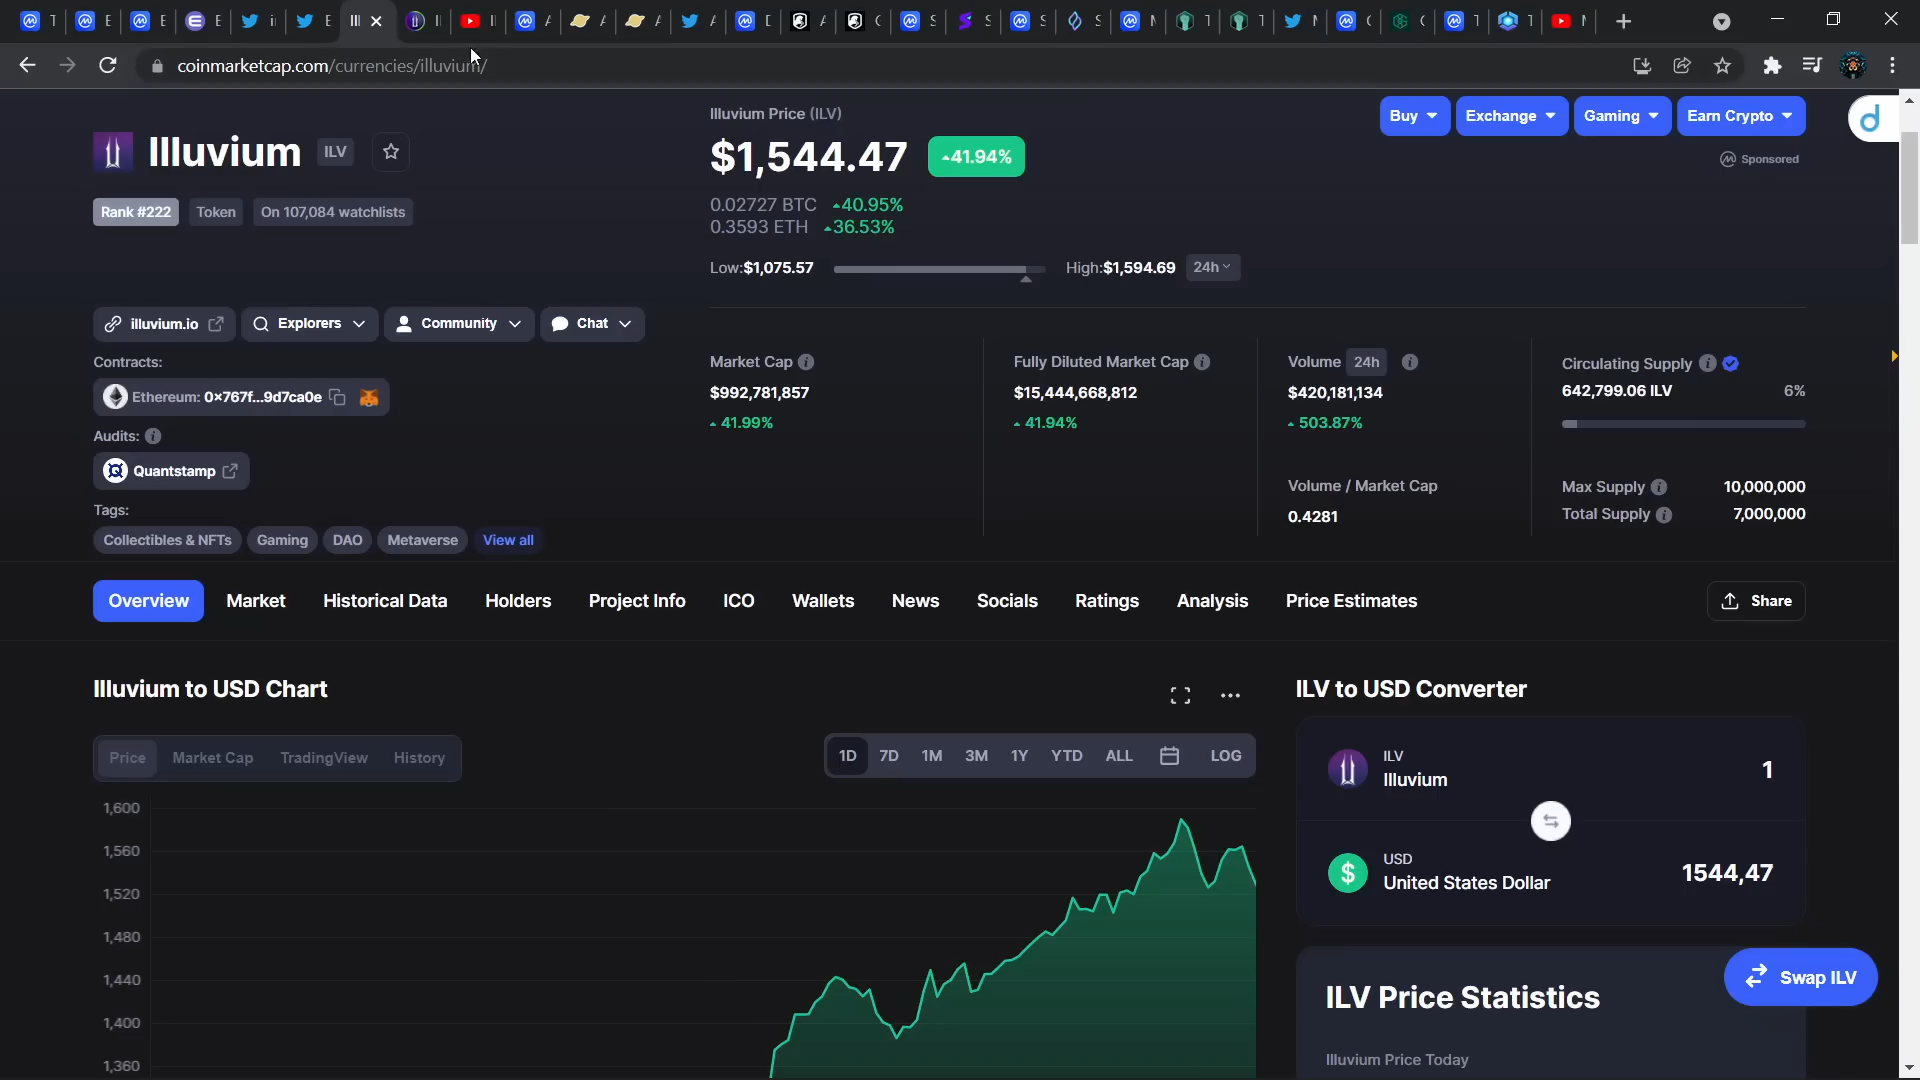 coinmarketcap.com/currencies/illuvium/
Illuvium ILV
Rank #222 Token On 107,084 watchlists
illuvium.io Explorers Community Chat
Contracts:
Ethereum: 0x767f...9d7ca0e
Audits:
Quantstamp
Tags:
Collectibles & NFTs Gaming DAO Metaverse View all
Illuvium Price (ILV)
$1,544.47 41.94%
0.02727 BTC 40.95%
0.3593 ETH 36.53%
Low:$1,075.57 High:$1,594.69 24h
Buy Exchange Gaming Earn Crypto
Sponsored
Market Cap
$992,781,857
41.99%
Fully Diluted Market Cap
$15,444,668,812
41.94%
Volume 24h
$420,181,134
503.87%
Volume / Market Cap
0.4281
Circulating Supply
642,799.06 ILV 6%
Max Supply 10,000,000
Total Supply 7,000,000
Overview Market Historical Data Holders Project Info ICO Wallets News Socials Ratings Analysis Price Estimates Share
Illuvium to USD Chart
Price Market Cap TradingView History
1D 7D 1M 3M 1Y YTD ALL LOG
1,600
1,560
1,520
1,480
1,440
1,400
1,360
ILV to USD Converter
ILV
Illuvium 1
USD
United States Dollar 1544,47
ILV Price Statistics
Swap ILV
Illuvium Price Today